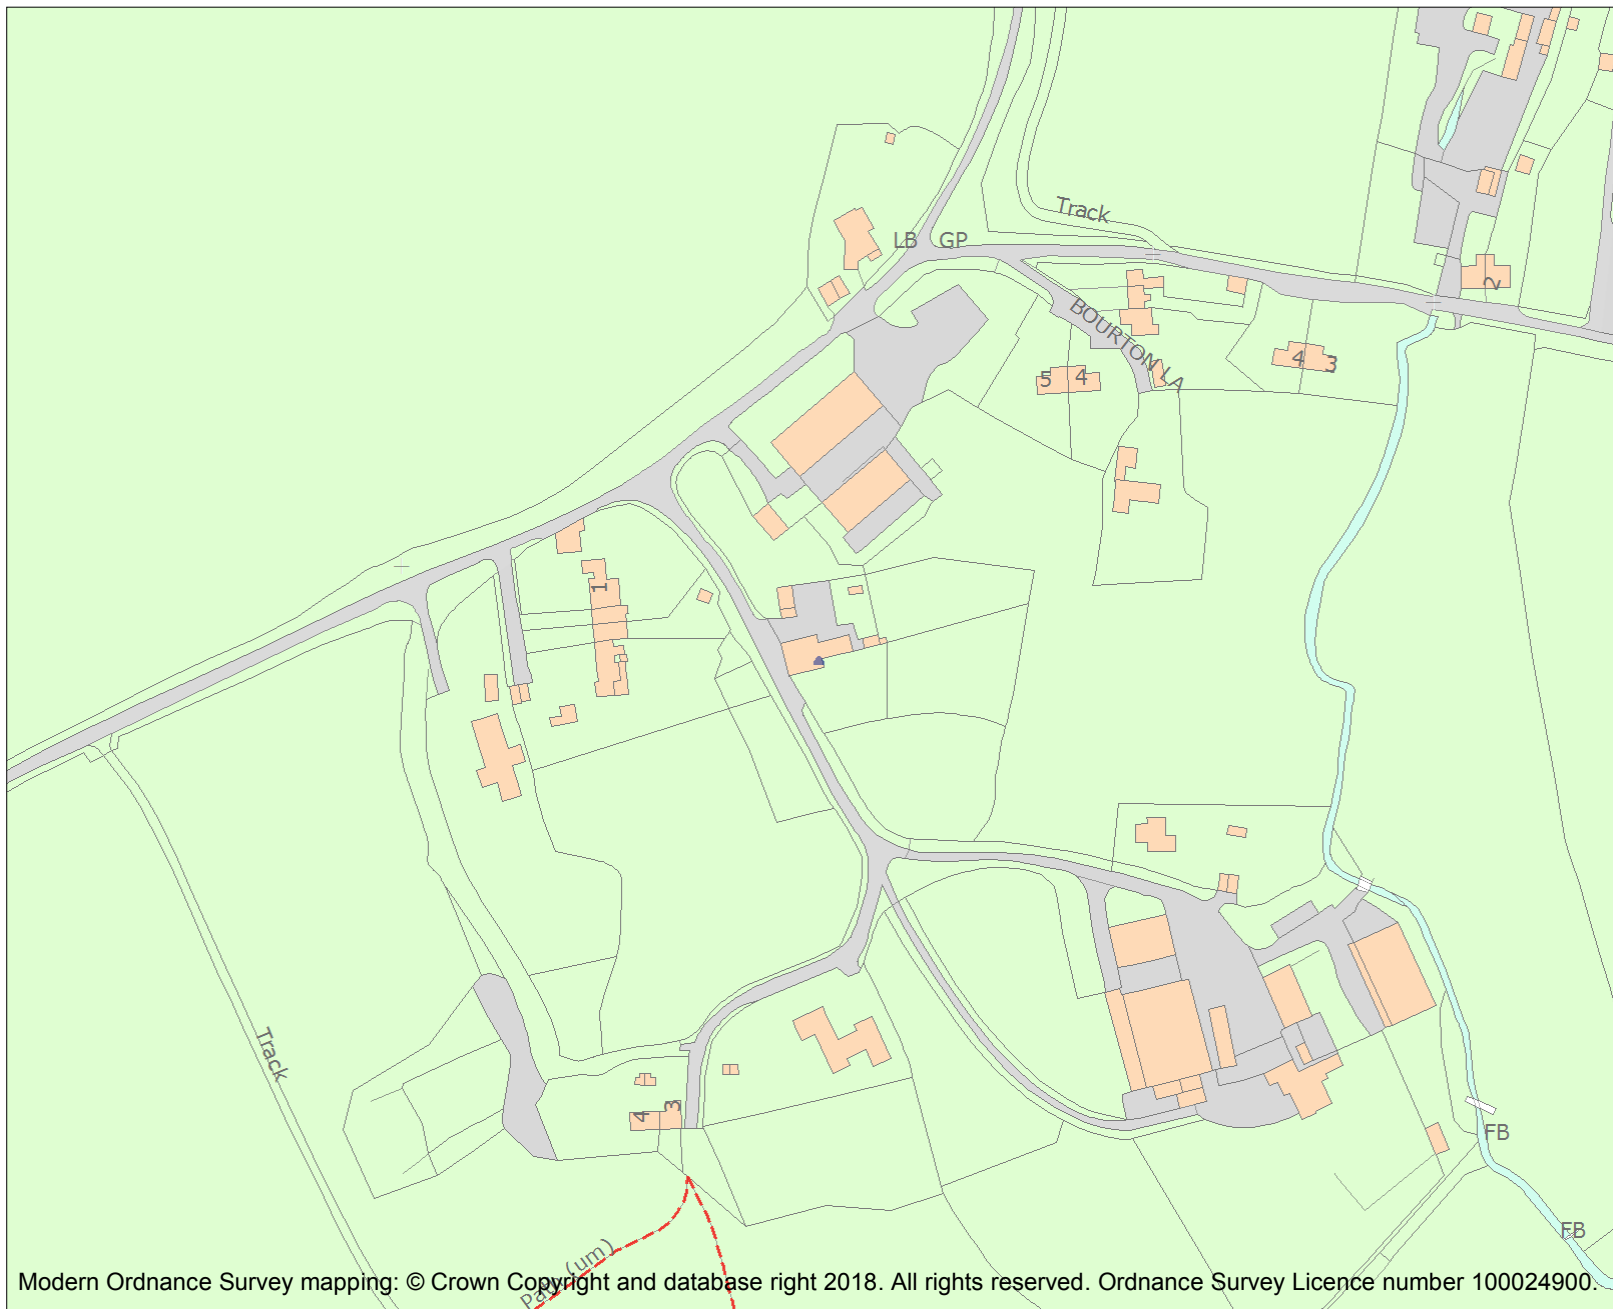 Track
LB GP
2
BOURTON LA
4 3
5 4
1
Track
4 3
FB
FB
Path (um)
Modern Ordnance Survey mapping: © Crown Copyright and database right 2018. All rights reserved. Ordnance Survey Licence number 100024900.